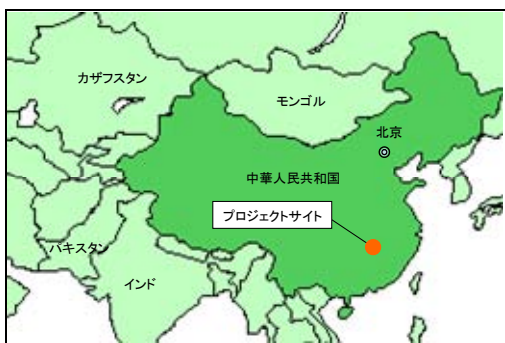 カザフスタン
モンゴル
北京
中華人民共和国
プロジェクトサイト
パキスタン
インド